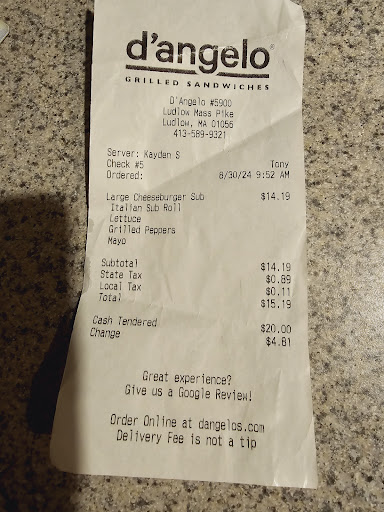 d'angelo
GRILLED SANDWICHES
D'Angelo #5900
Ludlow Mass Pike
Ludlow, MA 01056
413-589-9321
Server: Kayden S
Check #5 Tony
Ordered: 8/30/24 9:52 AM
Large Cheeseburger Sub $14.19
Italian Sub Roll
Lettuce
Grilled Peppers
Mayo
Subtotal $14.19
State Tax $0.89
Local Tax $0.11
Total $15.19
Cash Tendered $20.00
Change $4.81
Great experience?
Give us a Google Review!
Order Online at dangelos.com
Delivery Fee is not a tip